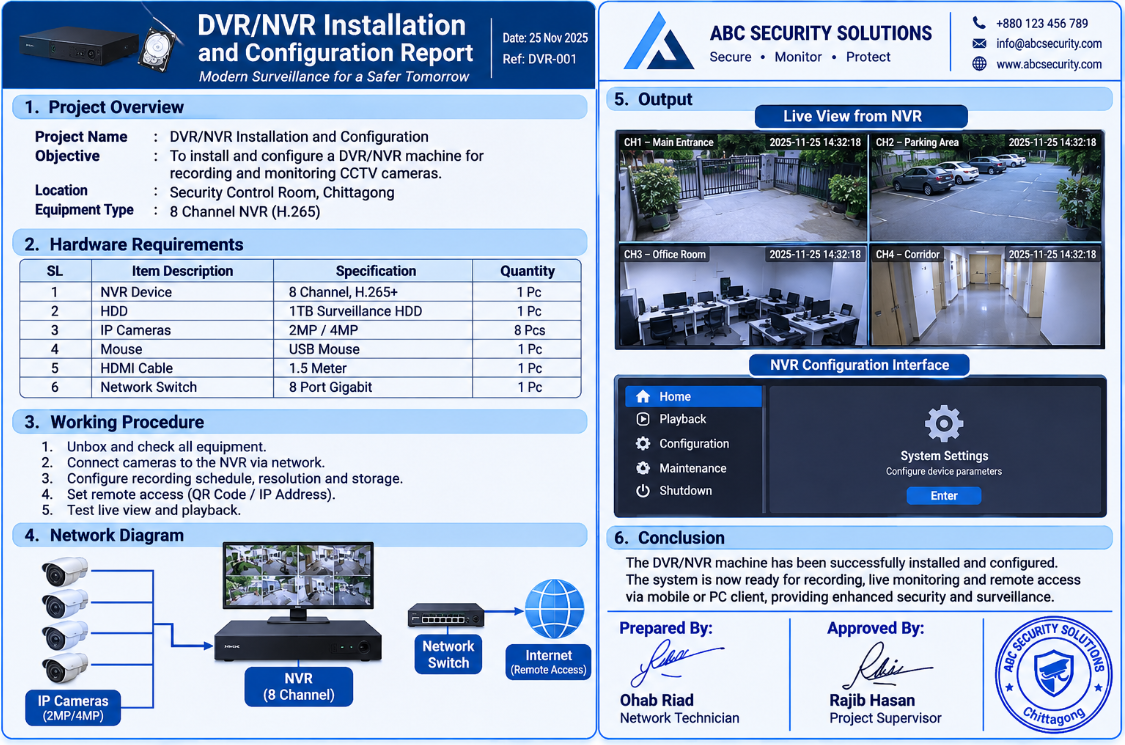 DVR/NVR Installation
and Configuration Report
Modern Surveillance for a Safer Tomorrow
Date: 25 Nov 2025
Ref: DVR-001
1. Project Overview
Project Name : DVR/NVR Installation and Configuration
Objective : To install and configure a DVR/NVR machine for
recording and monitoring CCTV cameras.
Location : Security Control Room, Chittagong
Equipment Type : 8 Channel NVR (H.265)
2. Hardware Requirements
SL Item Description Specification Quantity
1 NVR Device 8 Channel, H.265+ 1 Pc
2 HDD 1TB Surveillance HDD 1 Pc
3 IP Cameras 2MP / 4MP 8 Pcs
4 Mouse USB Mouse 1 Pc
5 HDMI Cable 1.5 Meter 1 Pc
6 Network Switch 8 Port Gigabit 1 Pc
3. Working Procedure
1. Unbox and check all equipment.
2. Connect cameras to the NVR via network.
3. Configure recording schedule, resolution and storage.
4. Set remote access (QR Code / IP Address).
5. Test live view and playback.
4. Network Diagram
IP Cameras
(2MP/4MP)
NVR
(8 Channel)
Network
Switch
Internet
(Remote Access)
ABC SECURITY SOLUTIONS
Secure • Monitor • Protect
+880 123 456 789
info@abcsecurity.com
www.abcsecurity.com
5. Output
Live View from NVR
CH1 – Main Entrance 2025-11-25 14:32:18
CH2 – Parking Area 2025-11-25 14:32:18
CH3 – Office Room 2025-11-25 14:32:18
CH4 – Corridor 2025-11-25 14:32:18
NVR Configuration Interface
Home
Playback
Configuration
Maintenance
Shutdown
System Settings
Configure device parameters
Enter
6. Conclusion
The DVR/NVR machine has been successfully installed and configured.
The system is now ready for recording, live monitoring and remote access
via mobile or PC client, providing enhanced security and surveillance.
Prepared By:
Ohab Riad
Network Technician
Approved By:
Rajib Hasan
Project Supervisor
ABC SECURITY SOLUTIONS
Chittagong